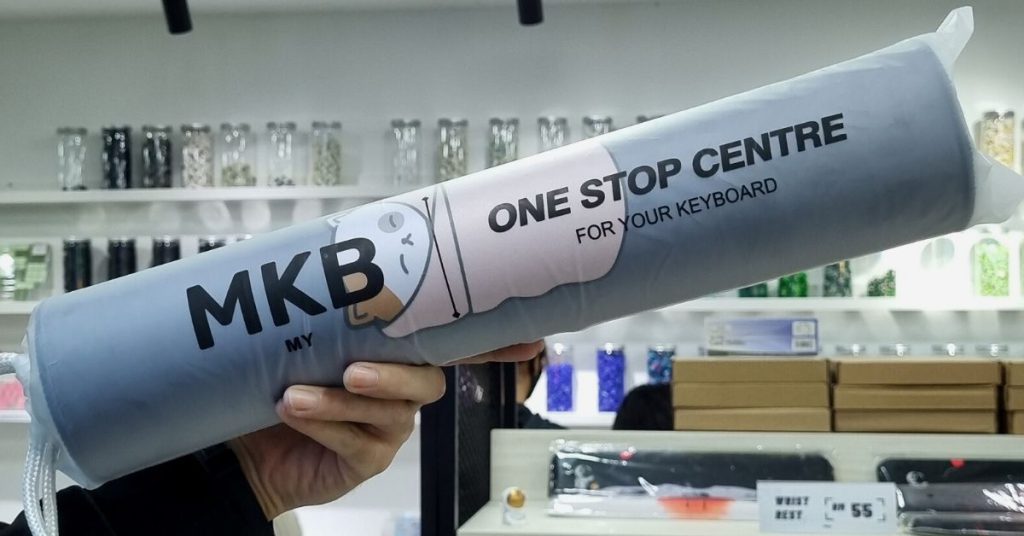 MKB
MY
ONE STOP CENTRE
FOR YOUR KEYBOARD
WRIST
REST
RM 55